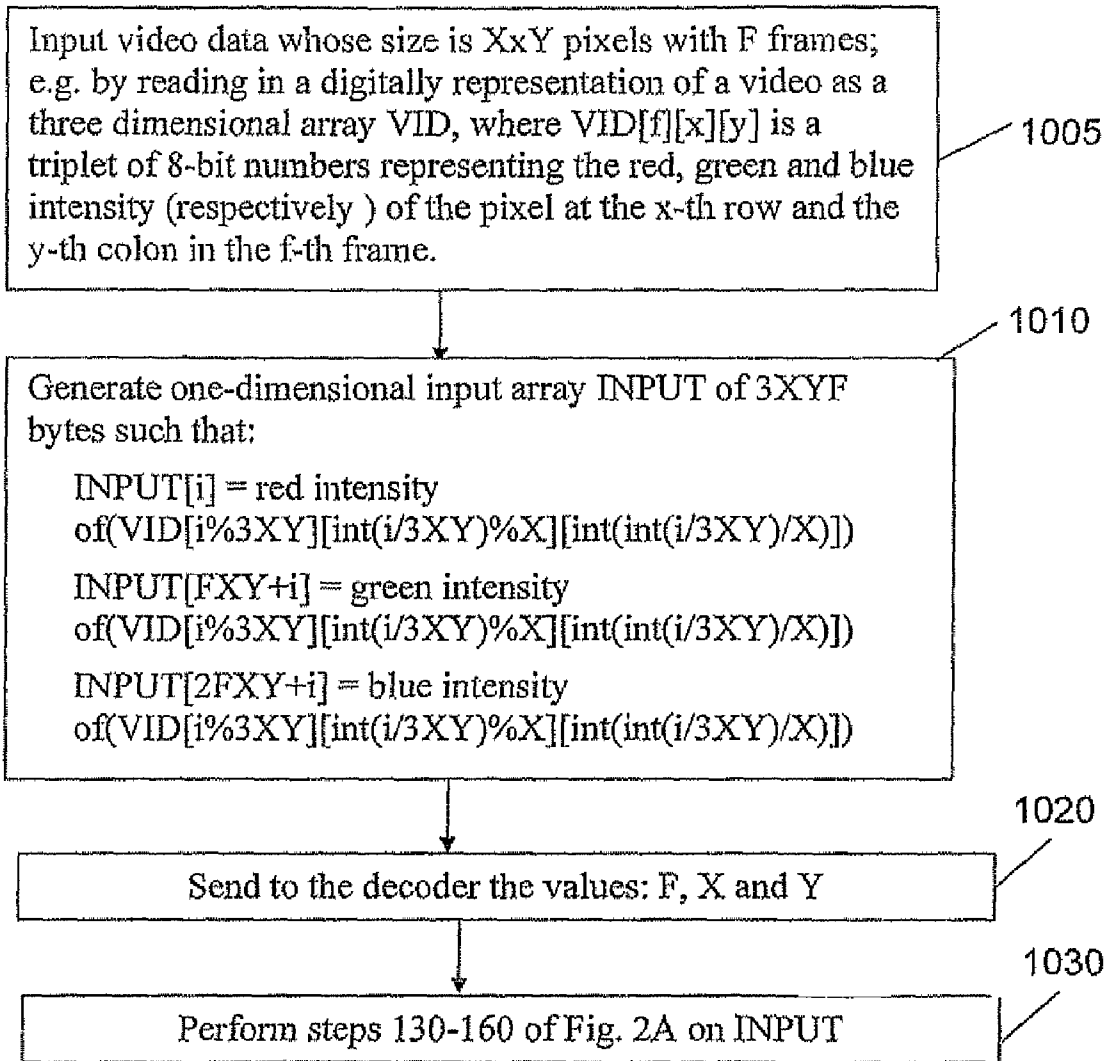 Input video data whose size is XxY pixels with F frames;
e.g. by reading in a digitally representation of a video as a
three dimensional array VID, where VID[f][x][y] is a
triplet of 8-bit numbers representing the red, green and blue
intensity (respectively ) of the pixel at the x-th row and the
y-th colon in the f-th frame.
1005
1010
Generate one-dimensional input array INPUT of 3XYF
bytes such that:
INPUT[i] = red intensity
of(VID[i%3XY][int(i/3XY)%X][int(int(i/3XY)/X)])
INPUT[FXY+i] = green intensity
of(VID[i%3XY][int(i/3XY)%X][int(int(i/3XY)/X)])
INPUT[2FXY+i] = blue intensity
of(VID[i%3XY][int(i/3XY)%X][int(int(i/3XY)/X)])
1020
Send to the decoder the values: F, X and Y
1030
Perform steps 130-160 of Fig. 2A on INPUT